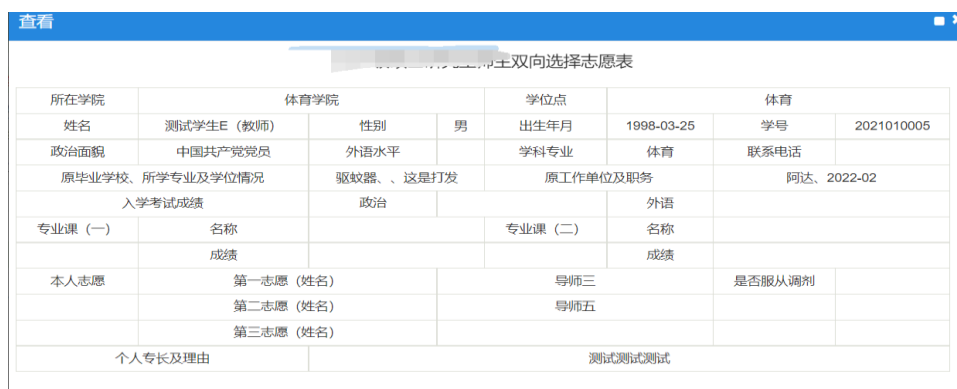 查看
双向选择志愿表
所在学院 体育学院 学位点 体育
姓名 测试学生E（教师） 性别 男 出生年月 1998-03-25 学号 2021010005
政治面貌 中国共产党党员 外语水平 学科专业 体育 联系电话
原毕业学校、所学专业及学位情况 驱蚊器、、这是打发 原工作单位及职务 阿达、2022-02
入学考试成绩 政治 外语
专业课（一） 名称 专业课（二） 名称
成绩 成绩
本人志愿 第一志愿（姓名） 导师三 是否服从调剂
第二志愿（姓名） 导师五
第三志愿（姓名）
个人专长及理由 测试测试测试